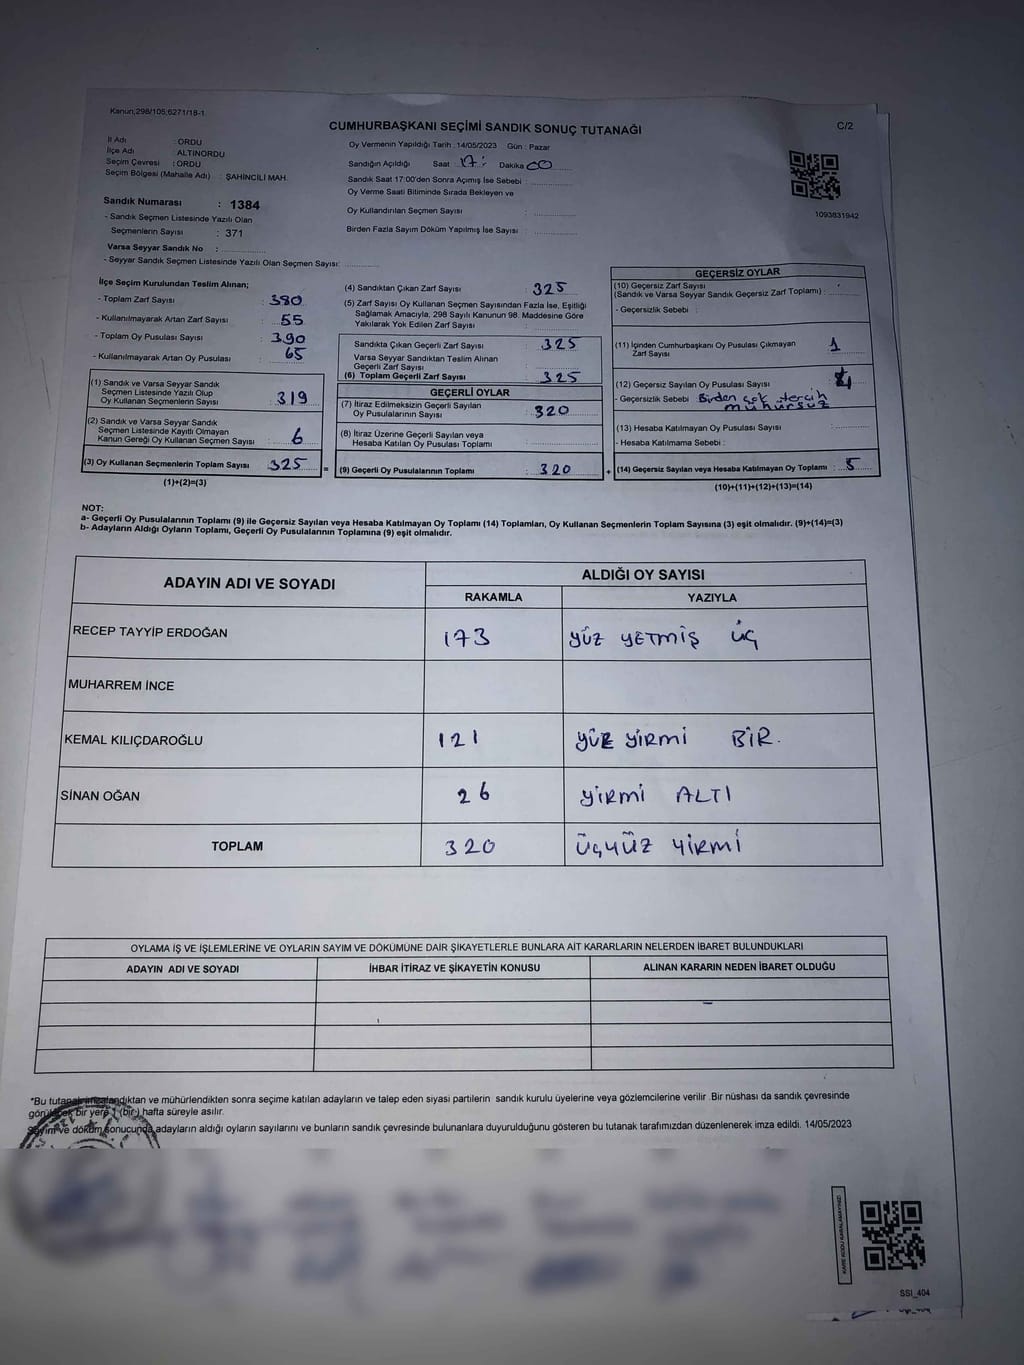 Kanun;298/105;6271/18-1
CUMHURBAŞKANI SEÇİMİ SANDIK SONUÇ TUTANAĞI
C/2
İl Adı : ORDU
İlçe Adı : ALTINORDU
Seçim Çevresi : ORDU
Seçim Bölgesi (Mahalle Adı) : ŞAHİNCİLİ MAH.
Sandık Numarası : 1384
- Sandık Seçmen Listesinde Yazılı Olan
Seçmenlerin Sayısı : 371
Varsa Seyyar Sandık No :
- Seyyar Sandık Seçmen Listesinde Yazılı Olan Seçmen Sayısı:
Oy Vermenin Yapıldığı Tarih :14/05/2023 Gün : Pazar
Sandığın Açıldığı Saat 17: Dakika 00
Sandık Saat 17:00'den Sonra Açımış İse Sebebi :
Oy Verme Saati Bitiminde Sırada Bekleyen ve
Oy Kullandırılan Seçmen Sayısı :
Birden Fazla Sayım Döküm Yapılmış İse Sayısı :
1093831942
İlçe Seçim Kurulundan Teslim Alınan;
- Toplam Zarf Sayısı : 380
- Kullanılmayarak Artan Zarf Sayısı : 55
- Toplam Oy Pusulası Sayısı : 390
- Kullanılmayarak Artan Oy Pusulası : 65
(1) Sandık ve Varsa Seyyar Sandık
Seçmen Listesinde Yazılı Olup
Oy Kullanan Seçmenlerin Sayısı : 319
(2) Sandık ve Varsa Seyyar Sandık
Seçmen Listesinde Kayıtlı Olmayan
Kanun Gereği Oy Kullanan Seçmen Sayısı : 6
(3) Oy Kullanan Seçmenlerin Toplam Sayısı : 325
(1)+(2)=(3)
=
(4) Sandıktan Çıkan Zarf Sayısı : 325
(5) Zarf Sayısı Oy Kullanan Seçmen Sayısından Fazla İse, Eşitliği
Sağlamak Amacıyla, 298 Sayılı Kanunun 98. Maddesine Göre
Yakılarak Yok Edilen Zarf Sayısı :
Sandıkta Çıkan Geçerli Zarf Sayısı : 325
Varsa Seyyar Sandıktan Teslim Alınan
Geçerli Zarf Sayısı :
(6) Toplam Geçerli Zarf Sayısı : 325
GEÇERLİ OYLAR
(7) İtiraz Edilmeksizin Geçerli Sayılan
Oy Pusulalarının Sayısı : 320
(8) İtiraz Üzerine Geçerli Sayılan veya
Hesaba Katılan Oy Pusulası Toplamı :
(9) Geçerli Oy Pusulalarının Toplamı : 320
+
GEÇERSİZ OYLAR
(10) Geçersiz Zarf Sayısı
(Sandık ve Varsa Seyyar Sandık Geçersiz Zarf Toplamı) :
- Geçersizlik Sebebi :
(11) İçinden Cumhurbaşkanı Oy Pusulası Çıkmayan
Zarf Sayısı : 1
(12) Geçersiz Sayılan Oy Pusulası Sayısı : 4
- Geçersizlik Sebebi : Birden çok tercih
mühürsüz
(13) Hesaba Katılmayan Oy Pusulası Sayısı :
- Hesaba Katılmama Sebebi :
(14) Geçersiz Sayılan veya Hesaba Katılmayan Oy Toplamı : 5
(10)+(11)+(12)+(13)=(14)
NOT:
a- Geçerli Oy Pusulalarının Toplamı (9) ile Geçersiz Sayılan veya Hesaba Katılmayan Oy Toplamı (14) Toplamları, Oy Kullanan Seçmenlerin Toplam Sayısına (3) eşit olmalıdır. (9)+(14)=(3)
b- Adayların Aldığı Oyların Toplamı, Geçerli Oy Pusulalarının Toplamına (9) eşit olmalıdır.
ADAYIN ADI VE SOYADI
ALDIĞI OY SAYISI
RAKAMLA YAZIYLA
RECEP TAYYİP ERDOĞAN 173 YÜZ YETMİŞ ÜÇ
MUHARREM İNCE
KEMAL KILIÇDAROĞLU 121 YÜZ YİRMİ BİR.
SİNAN OĞAN 26 YİRMİ ALTI
TOPLAM 320 ÜÇYÜZ YİRMİ
OYLAMA İŞ VE İŞLEMLERİNE VE OYLARIN SAYIM VE DÖKÜMÜNE DAİR ŞİKAYETLERLE BUNLARA AİT KARARLARIN NELERDEN İBARET BULUNDUKLARI
ADAYIN ADI VE SOYADI İHBAR İTİRAZ VE ŞİKAYETİN KONUSU ALINAN KARARIN NEDEN İBARET OLDUĞU
*Bu tutanak imzalandıktan ve mühürlendikten sonra seçime katılan adayların ve talep eden siyasi partilerin sandık kurulu üyelerine veya gözlemcilerine verilir .Bir nüshası da sandık çevresinde
görülecek bir yere 1 (bir) hafta süreyle asılır.
Sayım ve döküm sonucunda adayların aldığı oyların sayılarını ve bunların sandık çevresinde bulunanlara duyurulduğunu gösteren bu tutanak tarafımızdan düzenlenerek imza edildi. 14/05/2023
KARE KODU KARALAMAYINIZ!
SSİ_404